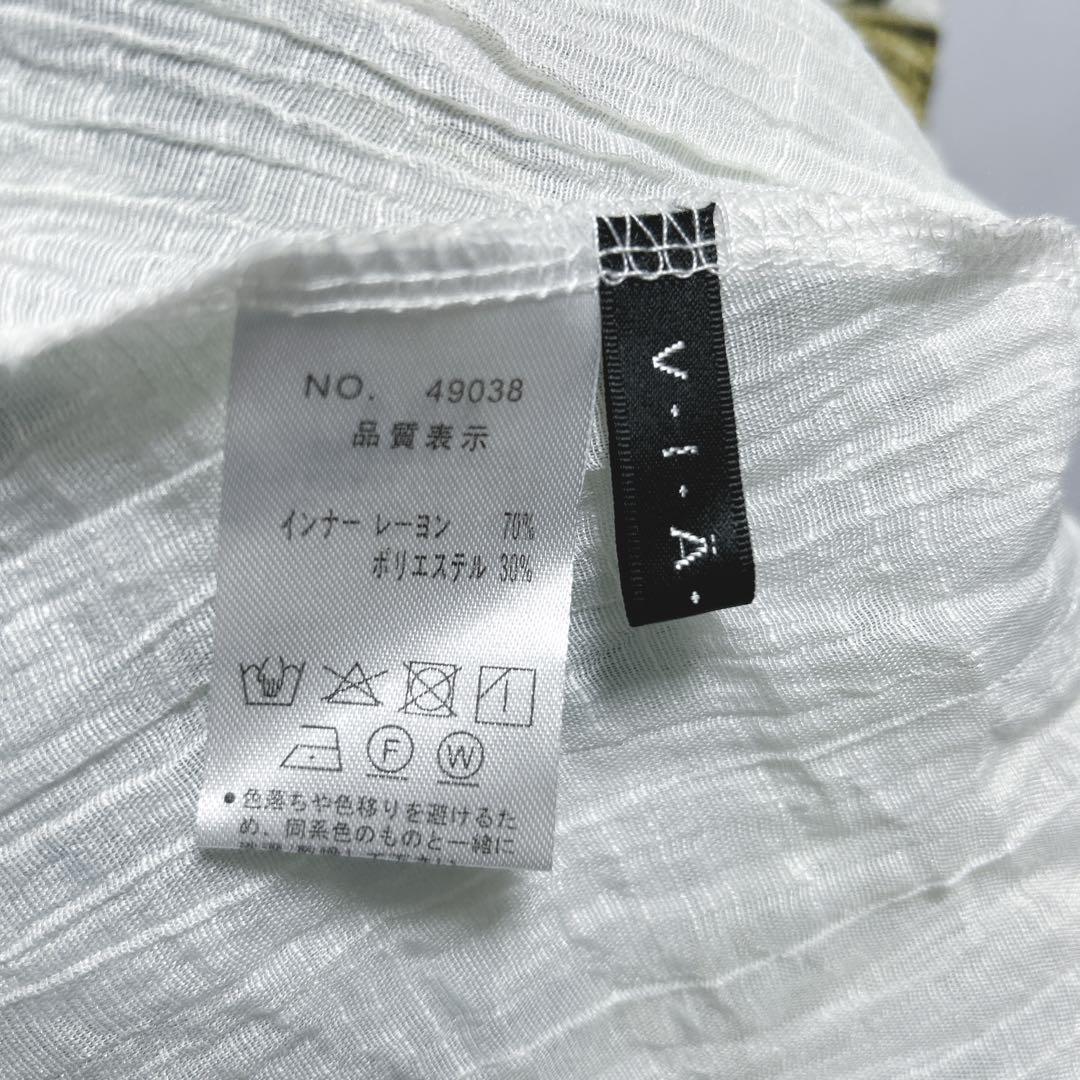 NO. 49038
品質表示
インナー レーヨン 70%
ポリエステル 30%
F W
•色落ちや色移りを避けるた
め、同系色のものと一緒に
V·I·Ā·